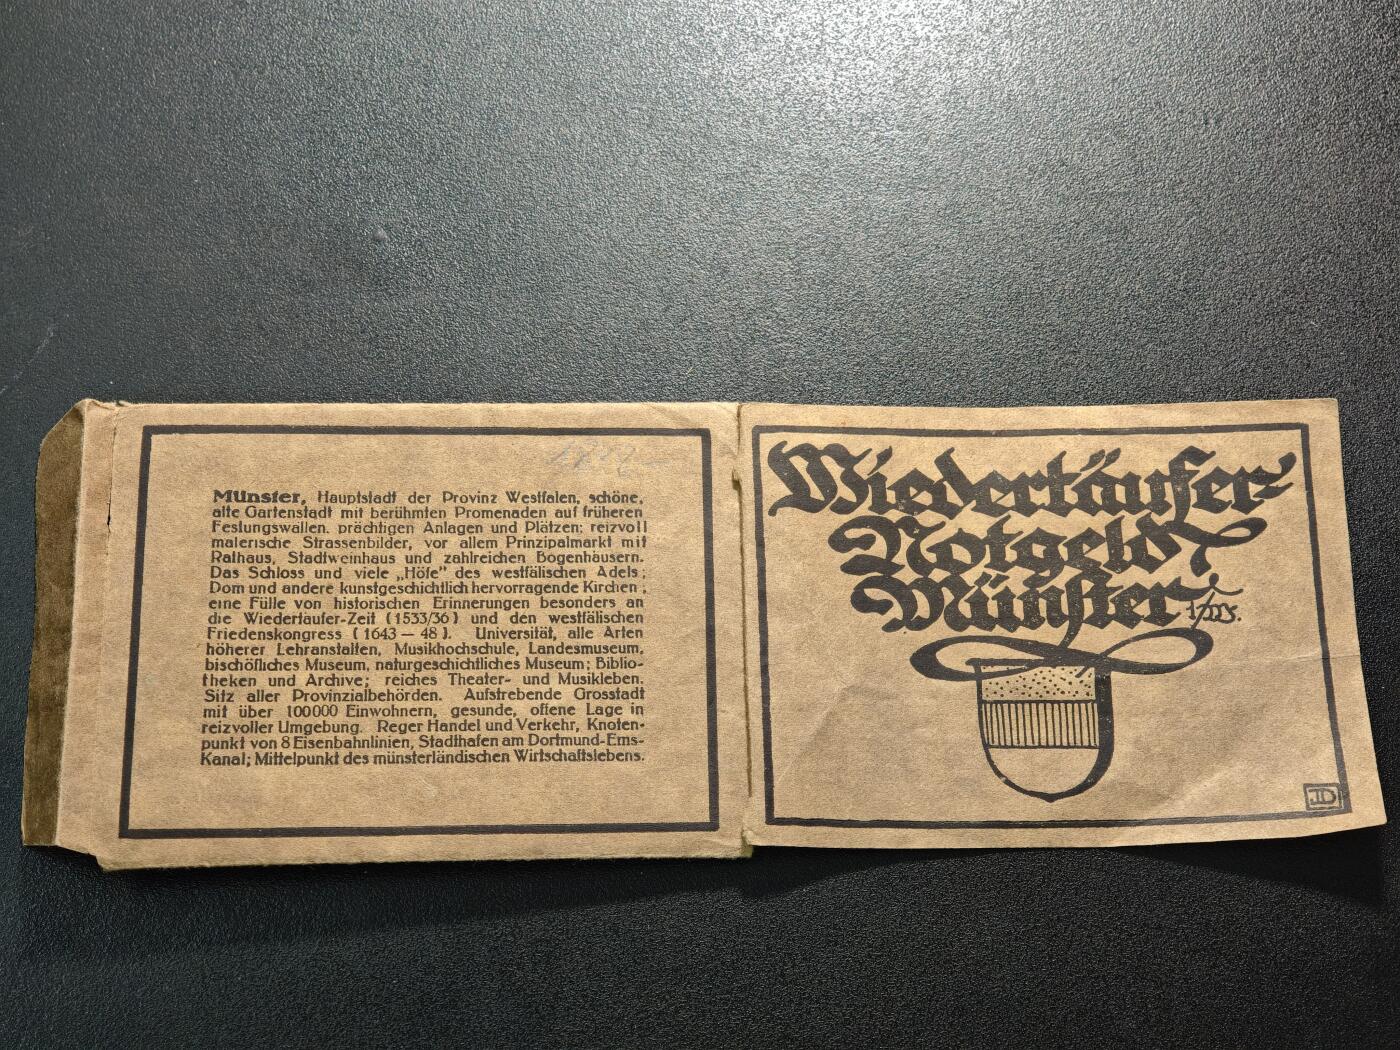 Münster, Hauptstadt der Provinz Westfalen, schöne,
alte Gartenstadt mit berühmten Promenaden auf früheren
Festungswällen, prächtigen Anlagen und Plätzen; reizvoll
malerische Strassenbilder, vor allem Prinzipalmarkt mit
Rathaus, Stadtweinhaus und zahlreichen Bogenhäusern.
Das Schloss und viele „Höfe" des westfälischen Adels;
Dom und andere kunstgeschichtlich hervorragende Kirchen;
eine Fülle von historischen Erinnerungen besonders an
die Wiedertäufer-Zeit (1533/36) und den westfälischen
Friedenskongress (1643 — 48). Universität, alle Arten
höherer Lehranstalten, Musikhochschule, Landesmuseum,
bischöfliches Museum, naturgeschichtliches Museum; Biblio-
theken und Archive; reiches Theater- und Musikleben.
Sitz aller Provinzialbehörden. Aufstrebende Grosstadt
mit über 100000 Einwohnern, gesunde, offene Lage in
reizvoller Umgebung. Reger Handel und Verkehr, Knoten-
punkt von 8 Eisenbahnlinien, Stadthafen am Dortmund-Ems-
Kanal; Mittelpunkt des münsterländischen Wirtschaftslebens.
Wiedertäufer-
Notgeld
Münster i/W.
JD